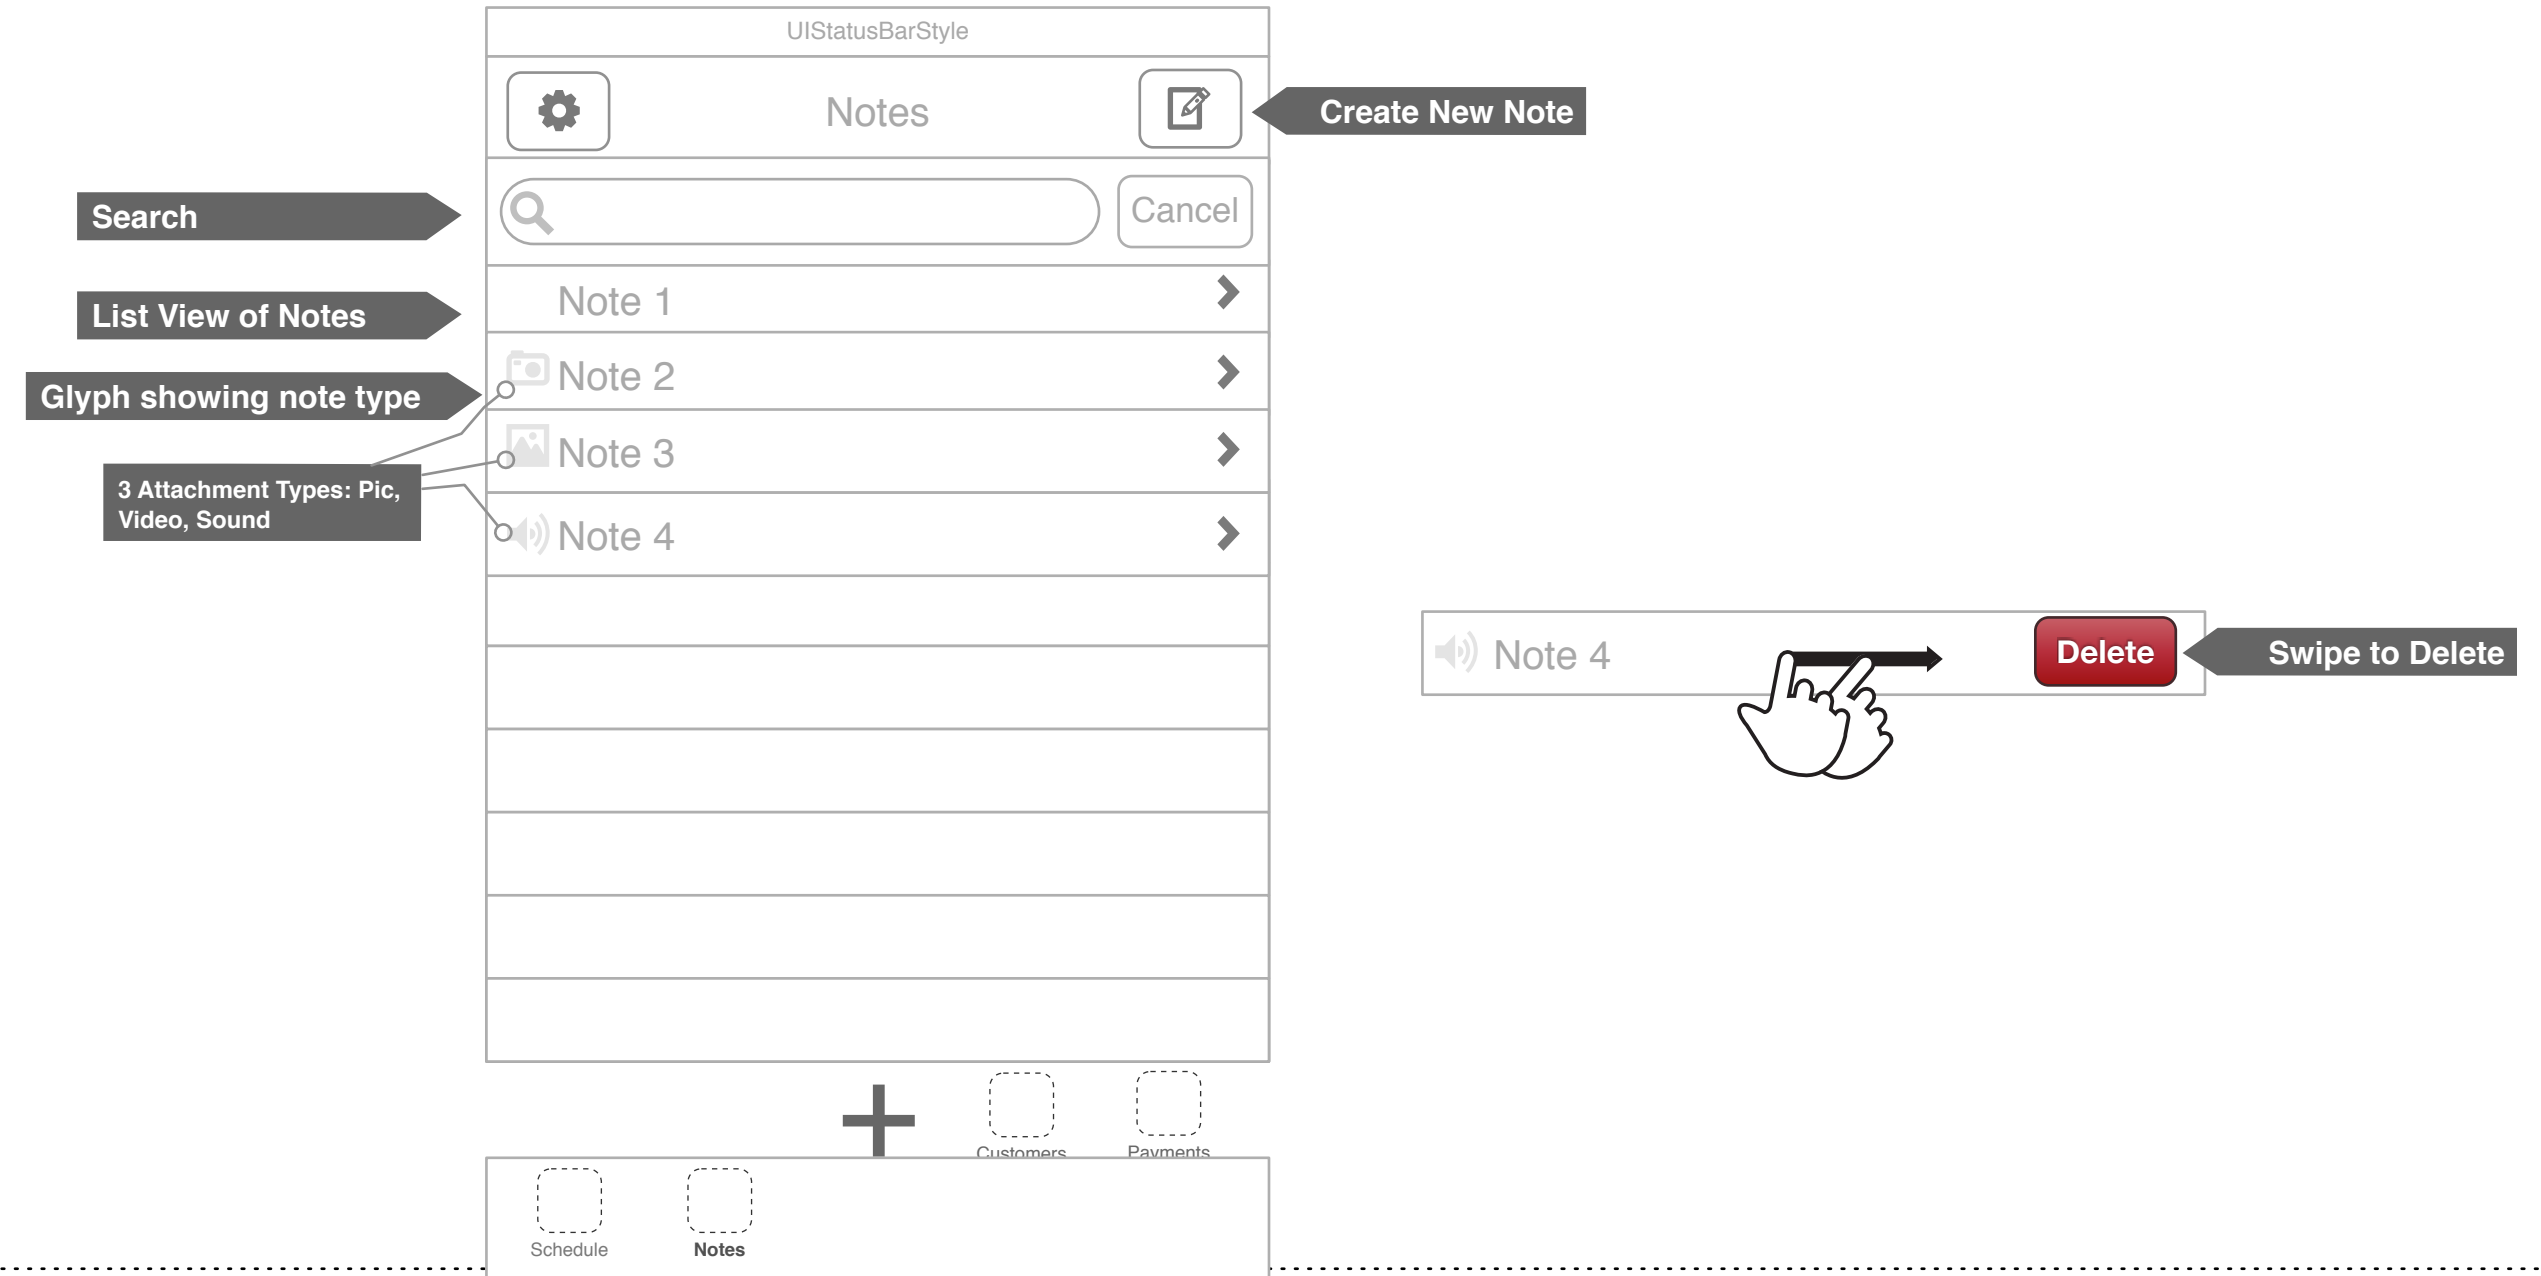 UIStatusBarStyle
Notes
Create New Note
Search
Cancel
List View of Notes
Note 1
Glyph showing note type
Note 2
Note 3
3 Attachment Types: Pic,
Video, Sound
Note 4
Note 4
Delete
Swipe to Delete
Customers
Payments
Schedule
Notes